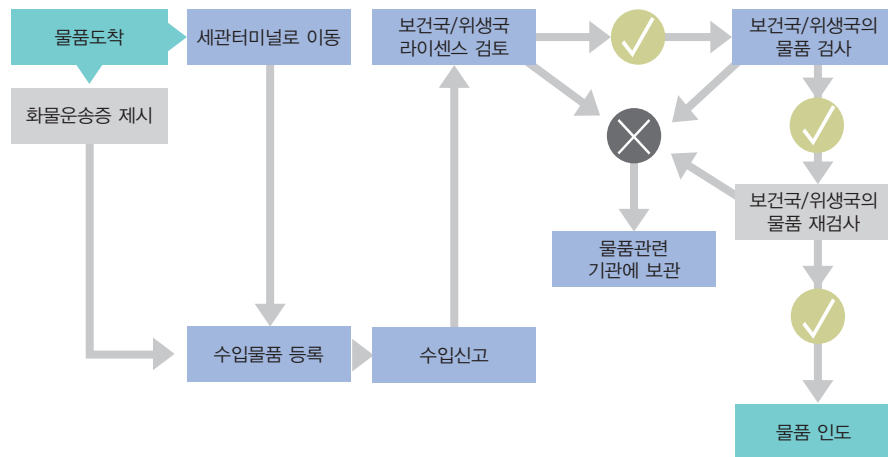 물품도착
세관터미널로 이동
보건국/위생국
라이센스 검토
보건국/위생국의
물품 검사
화물운송증 제시
보건국/위생국의
물품 재검사
물품관련
기관에 보관
수입물품 등록
수입신고
물품 인도